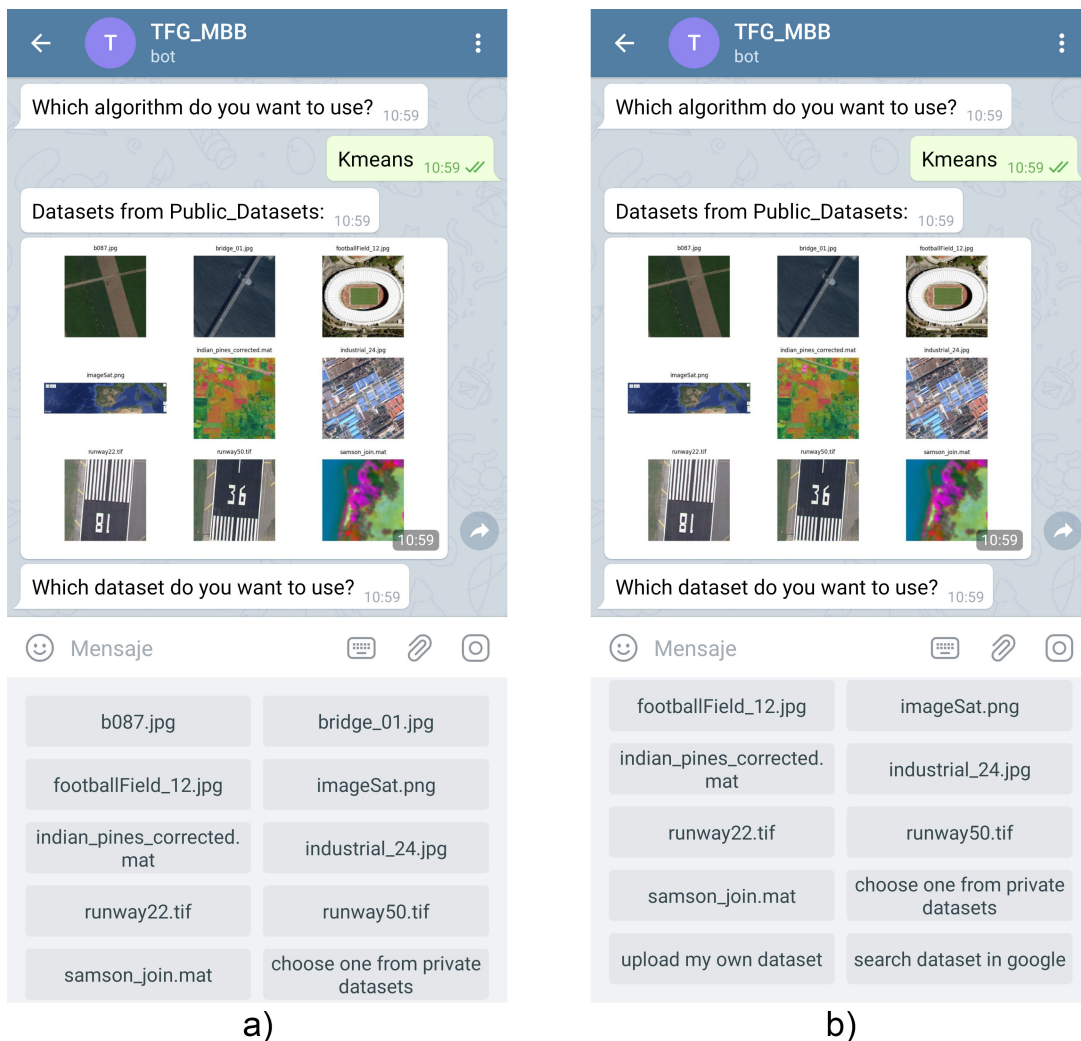 TFG_MBB
bot
Which algorithm do you want to use? 10:59
Kmeans 10:59
Datasets from Public_Datasets: 10:59
b087.jpg bridge_01.jpg footballField_12.jpg
imageSat.png indian_pines_corrected.mat industrial_24.jpg
runway22.tif runway50.tif samson_join.mat
36
18
10:59
Which dataset do you want to use? 10:59
Mensaje
b087.jpg bridge_01.jpg
footballField_12.jpg imageSat.png
indian_pines_corrected.
mat
industrial_24.jpg
runway22.tif runway50.tif
samson_join.mat
choose one from private
datasets
a)
TFG_MBB
bot
Which algorithm do you want to use? 10:59
Kmeans 10:59
Datasets from Public_Datasets: 10:59
b087.jpg bridge_01.jpg footballField_12.jpg
imageSat.png indian_pines_corrected.mat industrial_24.jpg
runway22.tif runway50.tif samson_join.mat
36
18
10:59
Which dataset do you want to use? 10:59
Mensaje
footballField_12.jpg imageSat.png
indian_pines_corrected.
mat
industrial_24.jpg
runway22.tif runway50.tif
samson_join.mat
choose one from private
datasets
upload my own dataset search dataset in google
b)